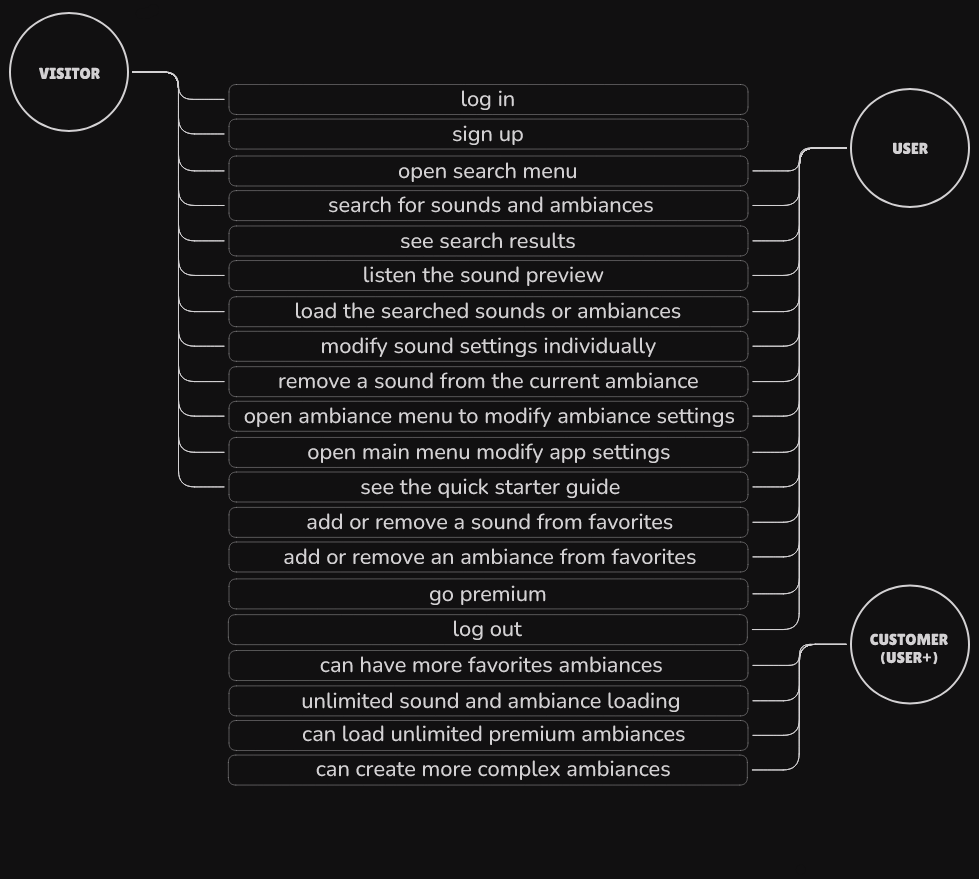 VISITOR
log in
sign up
USER
open search menu
search for sounds and ambiances
see search results
listen the sound preview
load the searched sounds or ambiances
modify sound settings individually
remove a sound from the current ambiance
open ambiance menu to modify ambiance settings
open main menu modify app settings
see the quick starter guide
add or remove a sound from favorites
add or remove an ambiance from favorites
go premium
log out
CUSTOMER
(USER+)
can have more favorites ambiances
unlimited sound and ambiance loading
can load unlimited premium ambiances
can create more complex ambiances